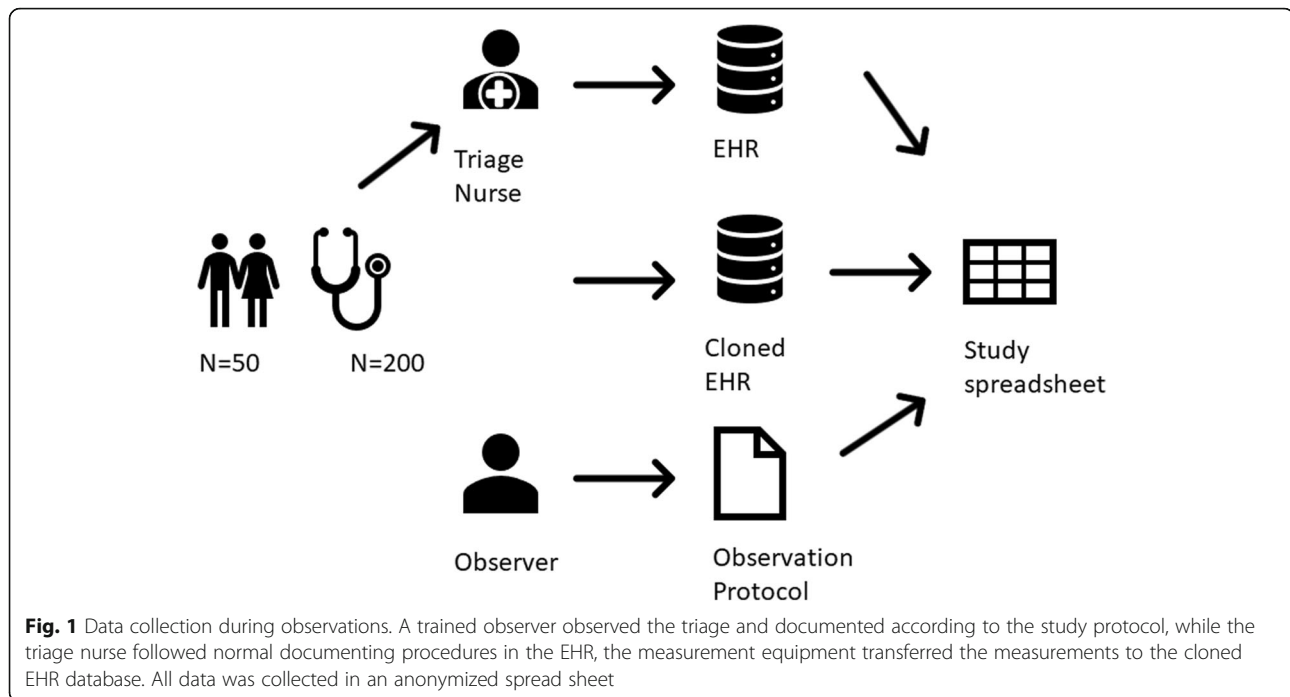 Triage
Nurse
EHR
N=50
N=200
Cloned
EHR
Study
spreadsheet
Observer
Observation
Protocol
Fig. 1 Data collection during observations. A trained observer observed the triage and documented according to the study protocol, while the
triage nurse followed normal documenting procedures in the EHR, the measurement equipment transferred the measurements to the cloned
EHR database. All data was collected in an anonymized spread sheet